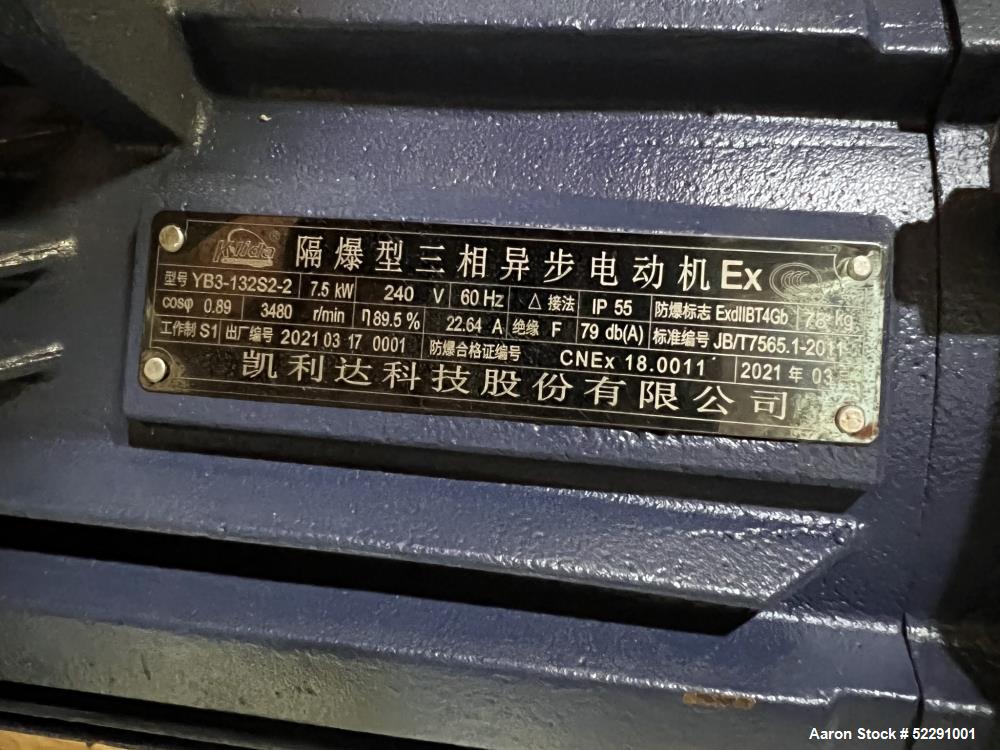 Kylida® 隔爆型三相异步电动机 Ex CCC
型号 YB3-132S2-2 7.5 kW 240 V 60 Hz △ 接法 IP 55 防爆标志 ExdIIBT4Gb kg
cosφ 0.89 3480 r/min η 89.5 % 22.64 A 绝缘 F 79 db(A) 标准编号 JB/T7565.1-2011
工作制 S1 出厂编号 2021 03 17 0001 防爆合格证编号 CNEx 18.0011 2021 年 03
凯利达科技股份有限公司
Aaron Stock # 52291001